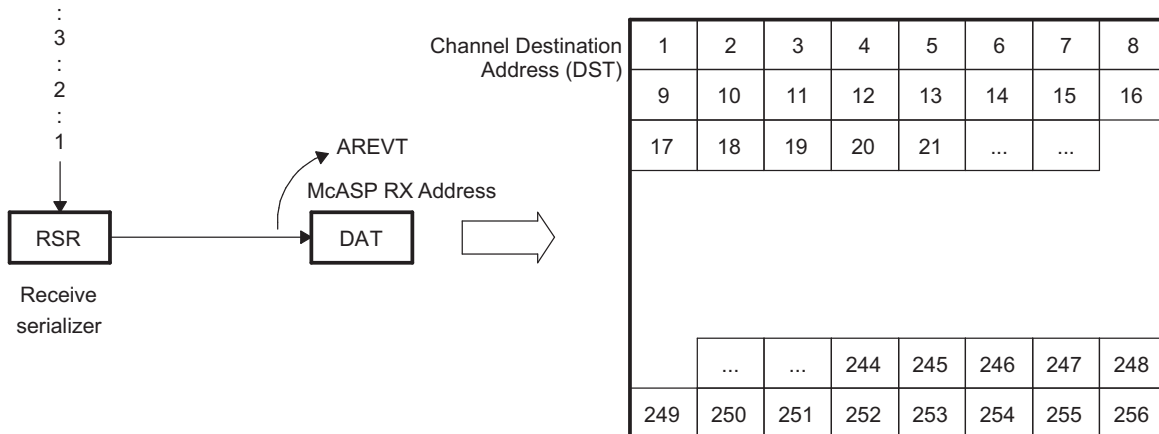 :
3
:
:
2
:
1
AREVT
McASP RX Address
RSR
DAT
Receive
serializer
Channel Destination
Address (DST)
1 2 3 4 5 6 7 8
9 10 11 12 13 14 15 16
17 18 19 20 21 ... ...
... ... 244 245 246 247 248
249 250 251 252 253 254 255 256